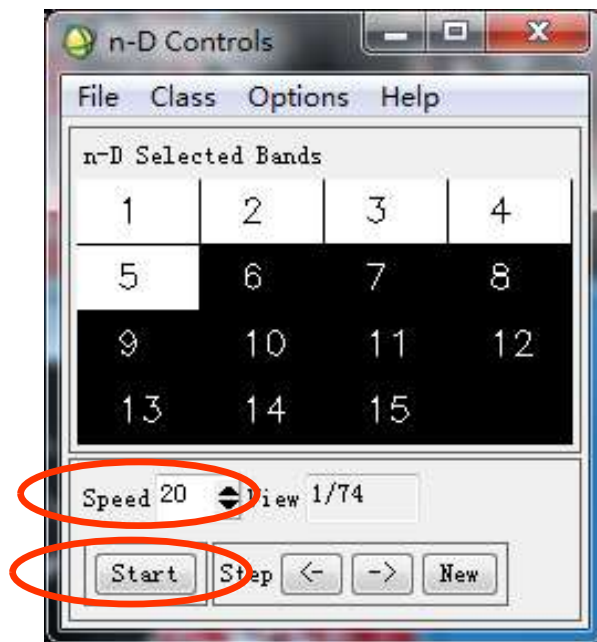 n-D Controls
File Class Options Help
n-D Selected Bands
1 2 3 4
5 6 7 8
9 10 11 12
13 14 15
Speed 20 View 1/74
Start Step <- -> New